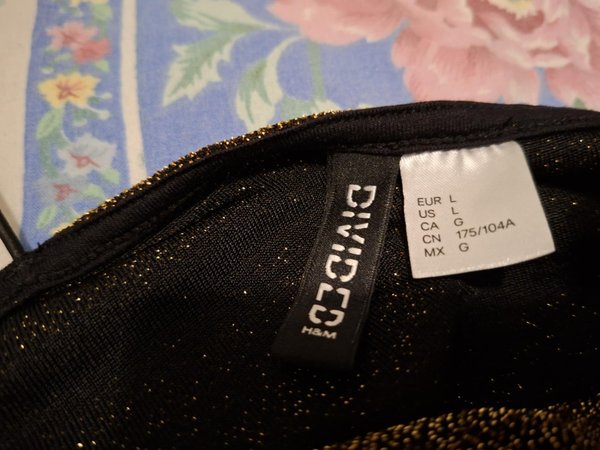 DIVIDED
H&M
EUR L
US L
CA G
CN 175/104A
MX G